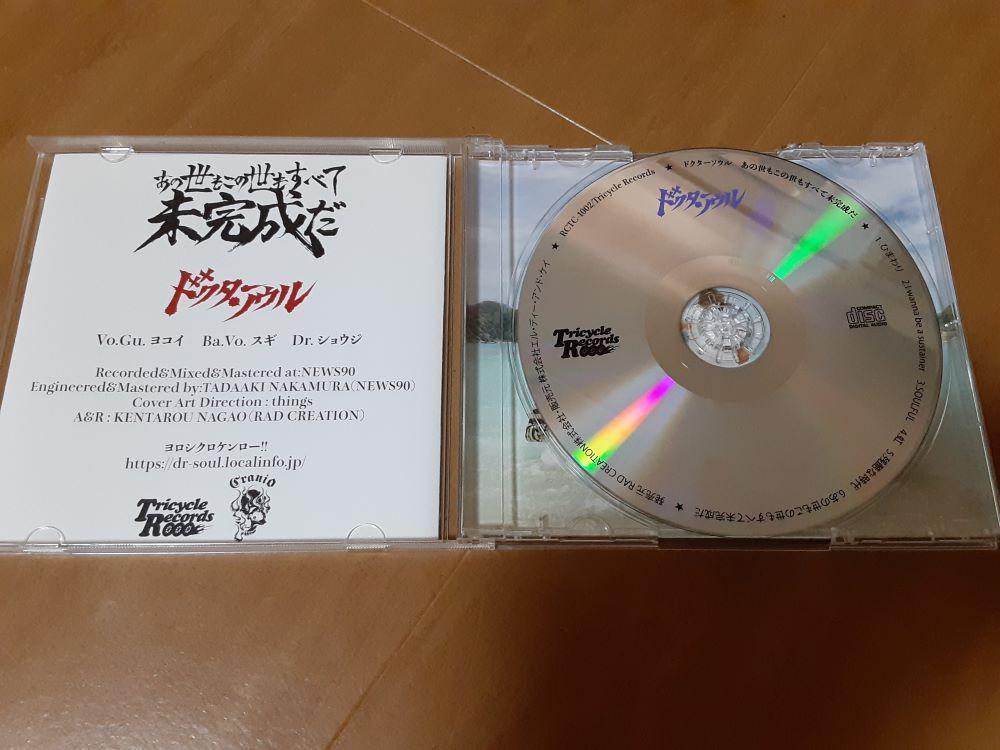 あの世もこの世もすべて
未完成だ
ドクターソウル
Vo.Gu. ヨコイ Ba.Vo. スギ Dr. ショウジ
Recorded&Mixed&Mastered at:NEWS90
Engineered&Mastered by:TADAAKI NAKAMURA(NEWS90)
Cover Art Direction : things
A&R : KENTAROU NAGAO(RAD CREATION)
ヨロシクロケンロー!!
https://dr-soul.localinfo.jp/
Tricycle
Records
Cranio
★ RCTC-1002/Tricycle Records ★ ドクターソウル あの世もこの世もすべて未完成だ ★
ドクターソウル
1.ひまわり 2.I wanna be a sustainer 3.SOULFUL 4.虹 5.残酷な時代 6.あの世もこの世もすべて未完成だ ★
発売元 RAD CREATION株式会社・販売元 株式会社エル・ディー・アンド・ケイ
COMPACT
disc
DIGITAL AUDIO
Tricycle
Records